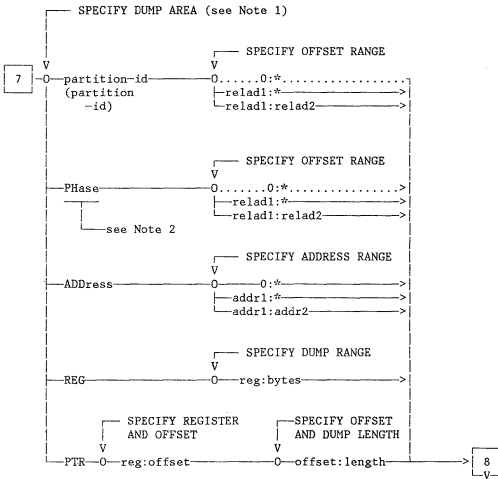 SPECIFY DUMP AREA (see Note 1)
SPECIFY OFFSET RANGE
V V
7 O partition-id O......0:*..................
(partition relad1:* >
-id) relad1:relad2 >
SPECIFY OFFSET RANGE
V
PHase O.......0:*................>
relad1:* >
see Note 2 relad1:relad2 >
SPECIFY ADDRESS RANGE
V
ADDress O 0:* >
addr1:* >
addr1:addr2 >
SPECIFY DUMP RANGE
V
REG O reg:bytes >
SPECIFY REGISTER SPECIFY OFFSET
AND OFFSET AND DUMP LENGTH
V V
PTR O reg:offset O offset:length > 8
V